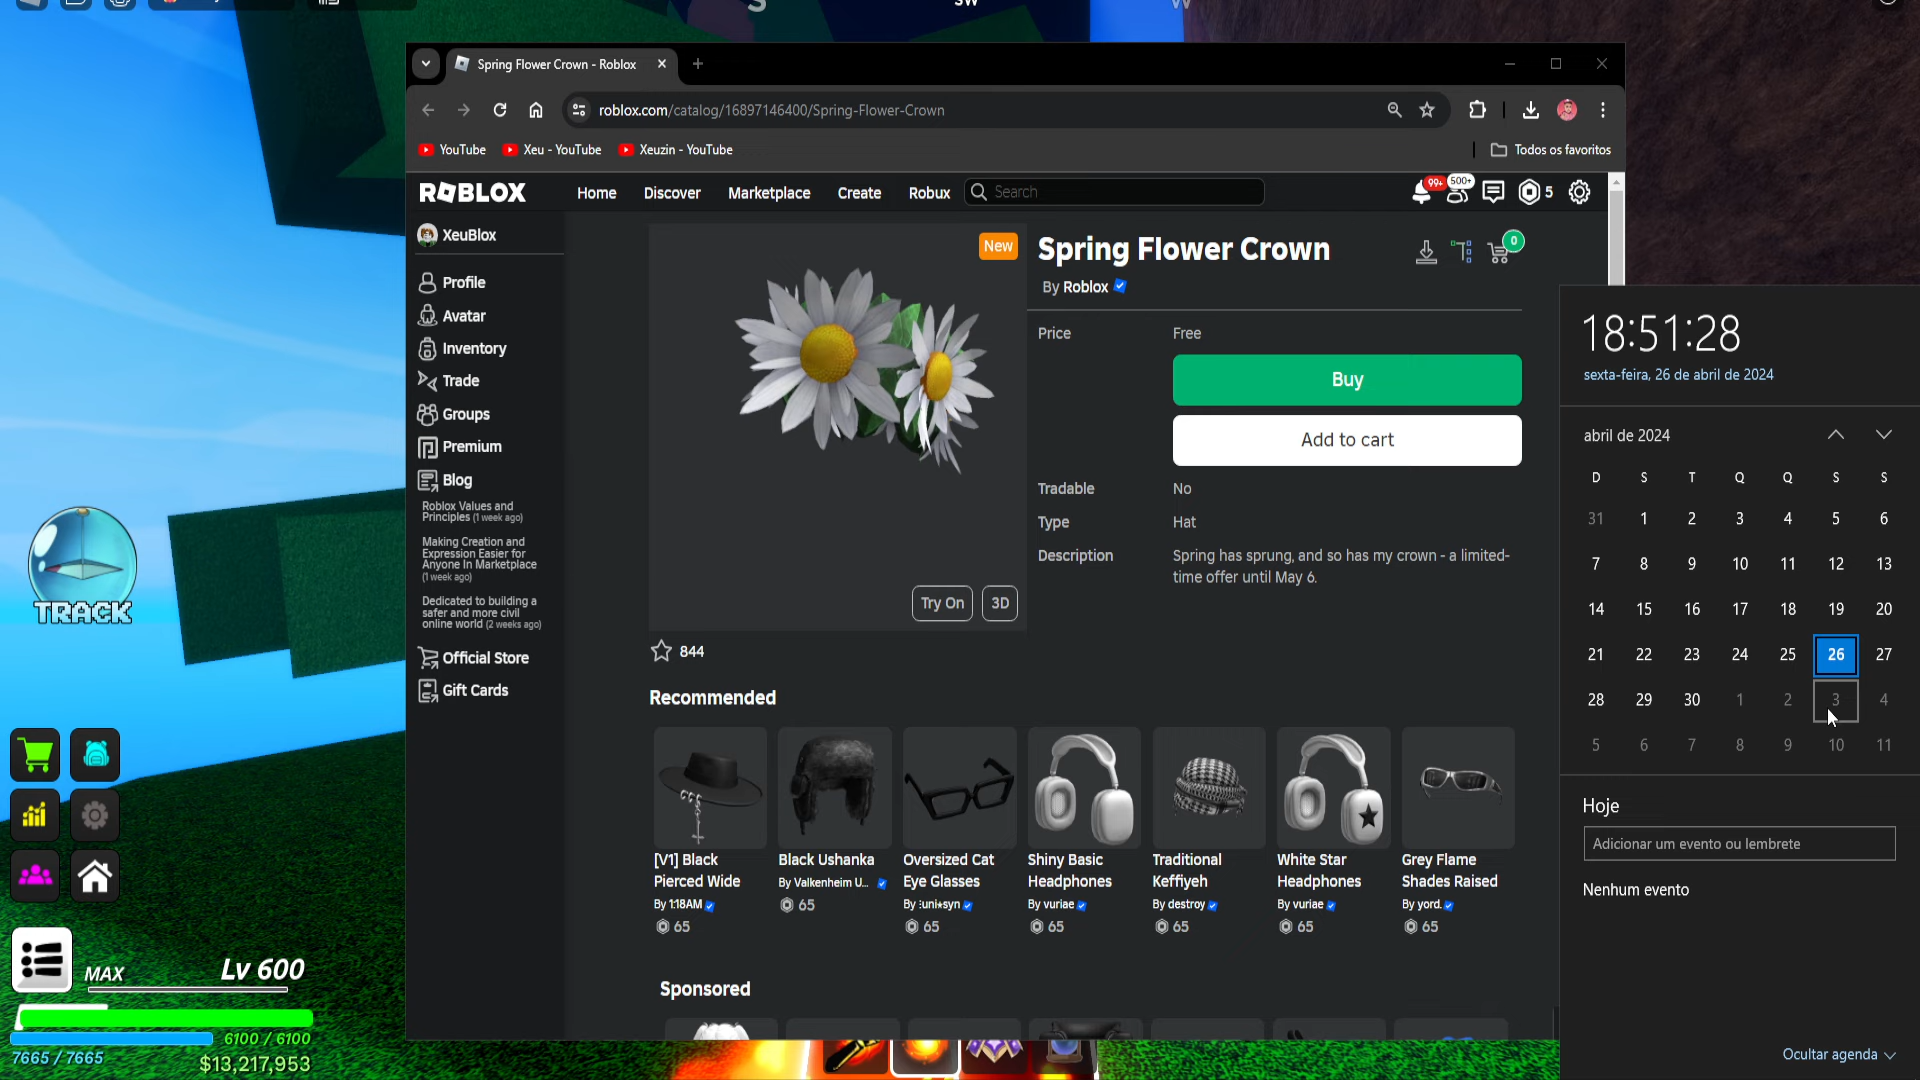 S
SW
W
Spring Flower Crown - Roblox
roblox.com/catalog/16897146400/Spring-Flower-Crown
YouTube
Xeu - YouTube
Xeuzin - YouTube
Todos os favoritos
ROBLOX
Home
Discover
Marketplace
Create
Robux
Search
99+
500+
5
XeuBlox
Profile
Avatar
Inventory
Trade
Groups
Premium
Blog
Roblox Values and
Principles (1 week ago)
Making Creation and
Expression Easier for
Anyone In Marketplace
(1 week ago)
Dedicated to building a
safer and more civil
online world (2 weeks ago)
Official Store
Gift Cards
New
Try On
3D
844
Spring Flower Crown
0
By Roblox
Price Free
Buy
Add to cart
Tradable No
Type Hat
Description Spring has sprung, and so has my crown - a limited-
time offer until May 6.
Recommended
[V1] Black
Pierced Wide
By 1:18AM
65
Black Ushanka
By Valkenheim U...
65
Oversized Cat
Eye Glasses
By :uni★syn
65
Shiny Basic
Headphones
By vuriae
65
Traditional
Keffiyeh
By destroy
65
White Star
Headphones
By vuriae
65
Grey Flame
Shades Raised
By yord.
65
Sponsored
18:51:28
sexta-feira, 26 de abril de 2024
abril de 2024
D S T Q Q S S
31 1 2 3 4 5 6
7 8 9 10 11 12 13
14 15 16 17 18 19 20
21 22 23 24 25 26 27
28 29 30 1 2 3 4
5 6 7 8 9 10 11
Hoje
Adicionar um evento ou lembrete
Nenhum evento
Ocultar agenda
TRACK
MAX
Lv 600
6100 / 6100
7665 / 7665
$13,217,953